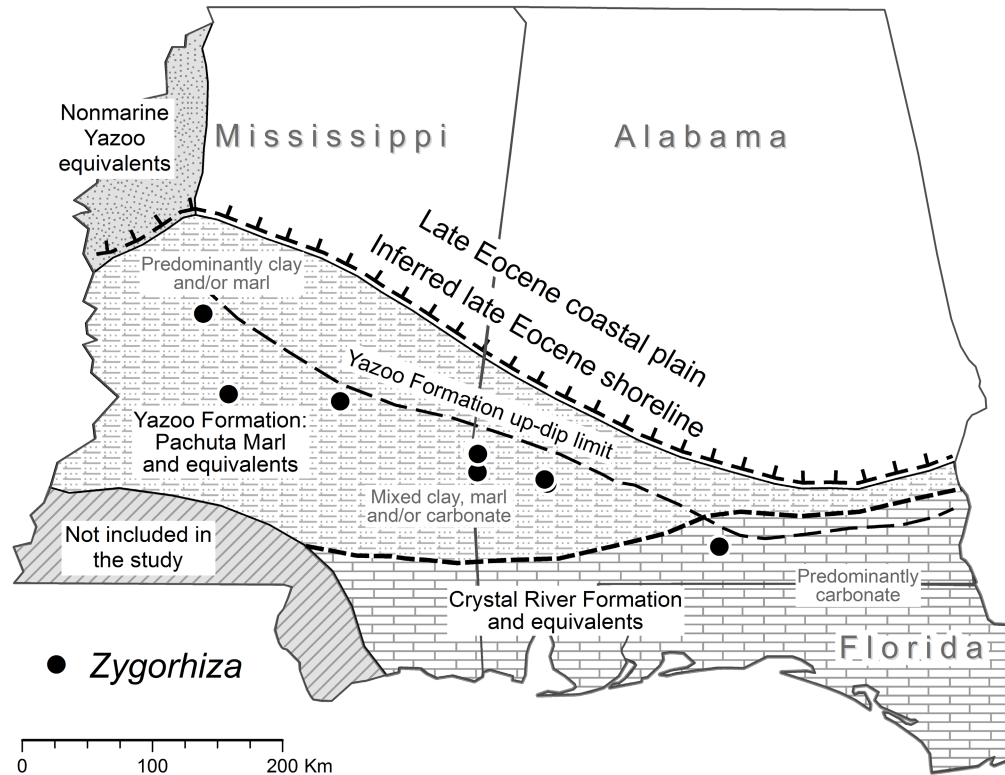 Nonmarine
Yazoo
equivalents
Mississippi
Alabama
Late Eocene coastal plain
Inferred late Eocene shoreline
Predominantly clay
and/or marl
Yazoo Formation up-dip limit
Yazoo Formation:
Pachuta Marl
and equivalents
Mixed clay, marl
and/or carbonate
Not included in
the study
Predominantly
carbonate
Crystal River Formation
and equivalents
Florida
Zygorhiza
0 100 200 Km